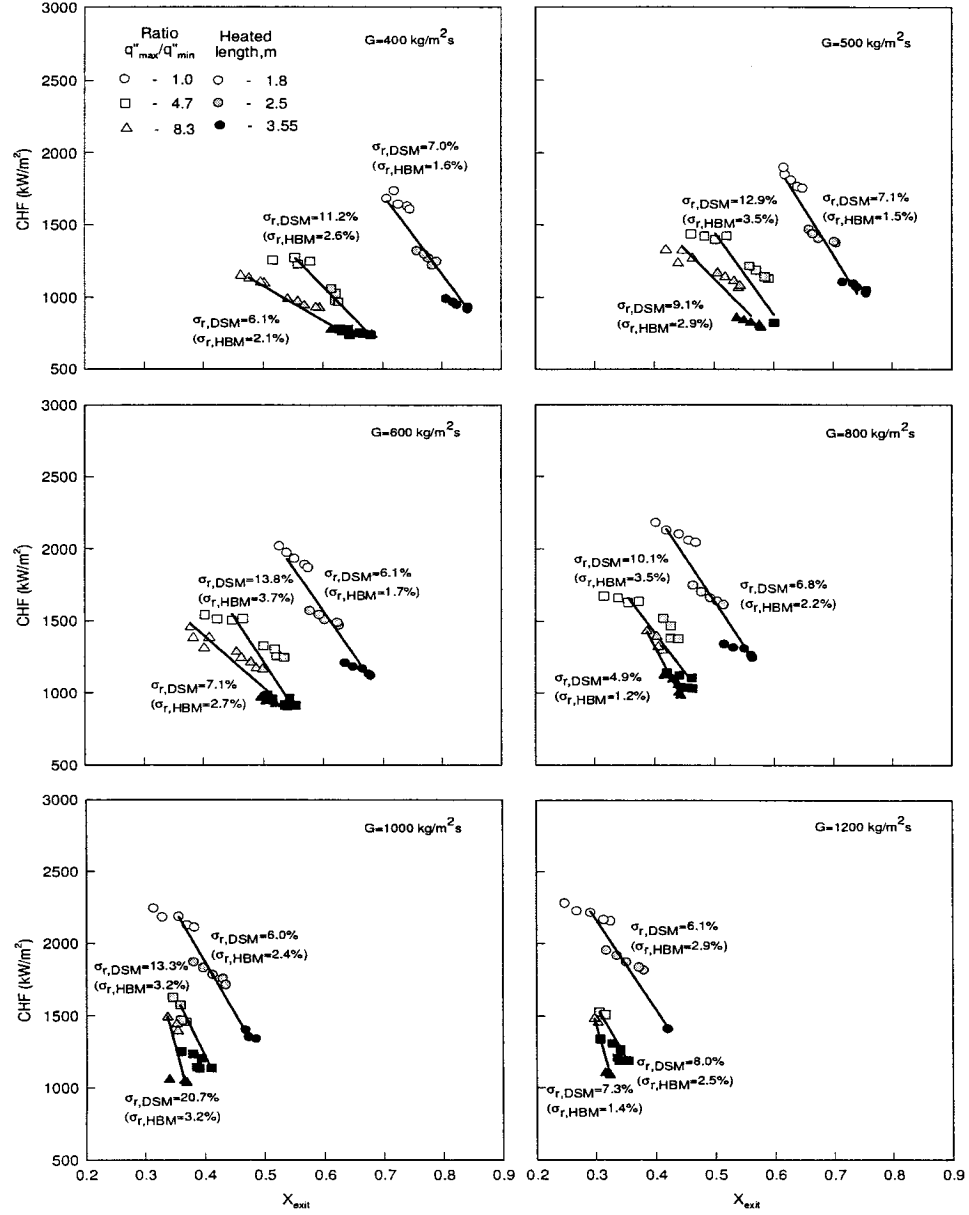 3000
2500
2000
1500
1000
500
CHF (kW/m²)
Ratio
q"max/q"min
Heated
length,m
- 1.0
- 1.8
- 4.7
- 2.5
- 8.3
- 3.55
G=400 kg/m²s
σr,DSM=7.0%
(σr,HBM=1.6%)
σr,DSM=11.2%
(σr,HBM=2.6%)
σr,DSM=6.1%
(σr,HBM=2.1%)
G=500 kg/m²s
σr,DSM=12.9%
(σr,HBM=3.5%)
σr,DSM=7.1%
(σr,HBM=1.5%)
σr,DSM=9.1%
(σr,HBM=2.9%)
3000
2500
2000
1500
1000
500
CHF (kW/m²)
G=600 kg/m²s
σr,DSM=13.8%
(σr,HBM=3.7%)
σr,DSM=6.1%
(σr,HBM=1.7%)
σr,DSM=7.1%
(σr,HBM=2.7%)
G=800 kg/m²s
σr,DSM=10.1%
(σr,HBM=3.5%)
σr,DSM=6.8%
(σr,HBM=2.2%)
σr,DSM=4.9%
(σr,HBM=1.2%)
3000
2500
2000
1500
1000
500
CHF (kW/m²)
G=1000 kg/m²s
σr,DSM=6.0%
(σr,HBM=2.4%)
σr,DSM=13.3%
(σr,HBM=3.2%)
σr,DSM=20.7%
(σr,HBM=3.2%)
0.2 0.3 0.4 0.5 0.6 0.7 0.8 0.9
Xexit
G=1200 kg/m²s
σr,DSM=6.1%
(σr,HBM=2.9%)
σr,DSM=8.0%
(σr,HBM=2.5%)
σr,DSM=7.3%
(σr,HBM=1.4%)
0.2 0.3 0.4 0.5 0.6 0.7 0.8 0.9
Xexit